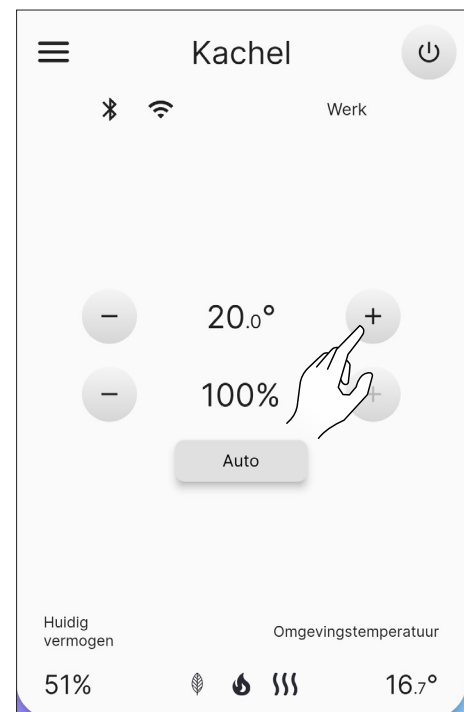 Kachel
Werk
− 20.0° +
− 100% +
Auto
Huidig
vermogen
Omgevingstemperatuur
51%
16.7°